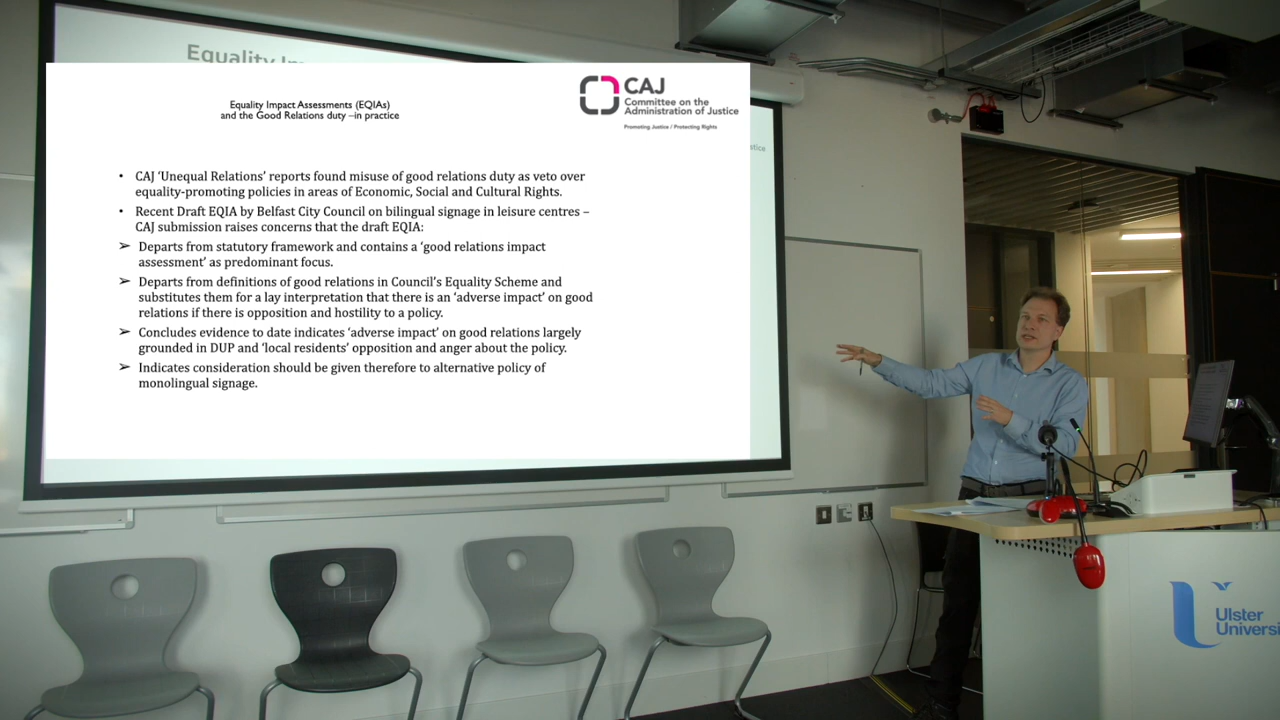 Equality Im
CAJ
Committee on the
Administration of Justice
Promoting Justice / Protecting Rights
Equality Impact Assessments (EQIAs)
and the Good Relations duty –in practice
stice
• CAJ ‘Unequal Relations’ reports found misuse of good relations duty as veto over
equality-promoting policies in areas of Economic, Social and Cultural Rights.
• Recent Draft EQIA by Belfast City Council on bilingual signage in leisure centres –
CAJ submission raises concerns that the draft EQIA:
➢ Departs from statutory framework and contains a ‘good relations impact
assessment’ as predominant focus.
➢ Departs from definitions of good relations in Council’s Equality Scheme and
substitutes them for a lay interpretation that there is an ‘adverse impact’ on good
relations if there is opposition and hostility to a policy.
➢ Concludes evidence to date indicates ‘adverse impact’ on good relations largely
grounded in DUP and ‘local residents’ opposition and anger about the policy.
➢ Indicates consideration should be given therefore to alternative policy of
monolingual signage.
Ulster
Universi